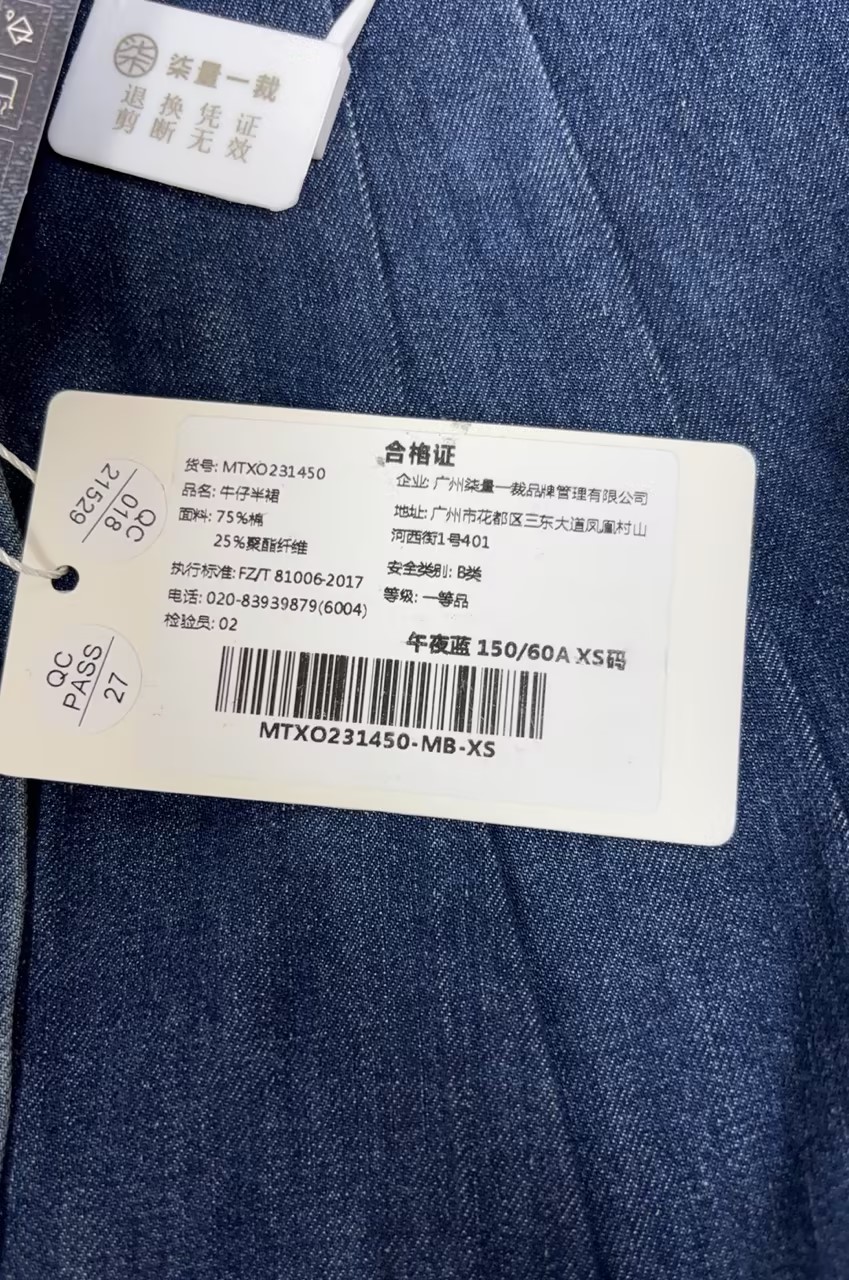 柒
柒量一裁
退换凭证
剪断无效
合格证
货号: MTXO231450
品名: 牛仔半裙
面料: 75%棉
25%聚酯纤维
执行标准: FZ/T 81006-2017
电话: 020-83939879(6004)
检验员: 02
企业: 广州柒量一裁品牌管理有限公司
地址: 广州市花都区三东大道凤凰村山
河西街1号401
安全类别: B类
等级: 一等品
午夜蓝 150/60A XS码
MTXO231450-MB-XS
QC
018
21529
QC
PASS
27